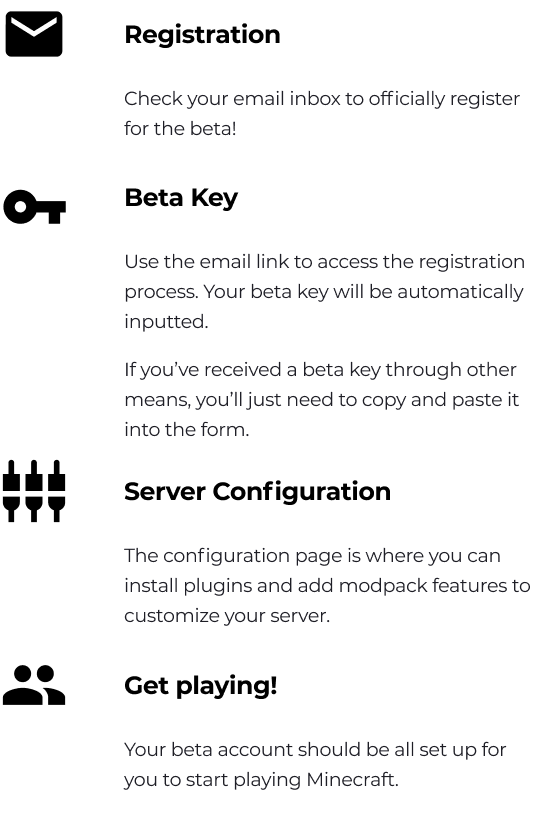 Registration
Check your email inbox to officially register
for the beta!
Beta Key
Use the email link to access the registration
process. Your beta key will be automatically
inputted.
If you’ve received a beta key through other
means, you’ll just need to copy and paste it
into the form.
Server Configuration
The configuration page is where you can
install plugins and add modpack features to
customize your server.
Get playing!
Your beta account should be all set up for
you to start playing Minecraft.